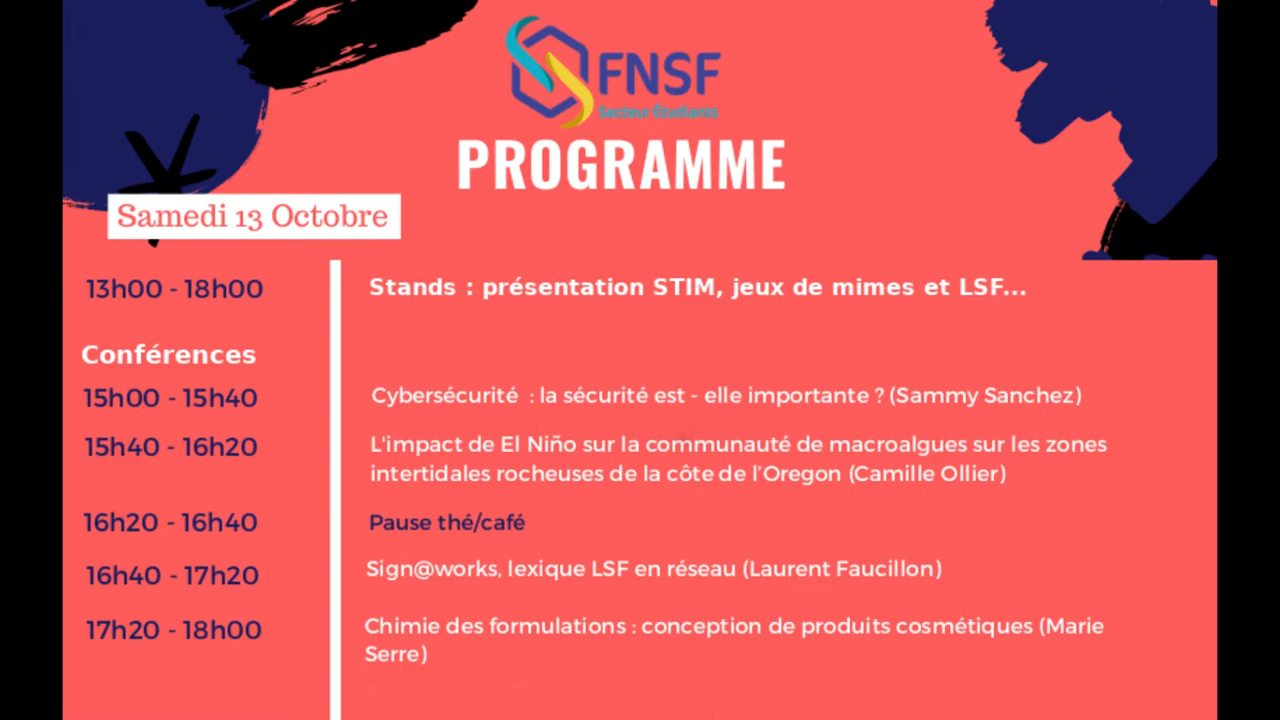 FNSF
Secteur Étudiants
PROGRAMME
Samedi 13 Octobre
13h00 - 18h00
Stands : présentation STIM, jeux de mimes et LSF...
Conférences
15h00 - 15h40
Cybersécurité : la sécurité est - elle importante ? (Sammy Sanchez)
15h40 - 16h20
L'impact de El Niño sur la communauté de macroalgues sur les zones
intertidales rocheuses de la côte de l'Oregon (Camille Ollier)
16h20 - 16h40
Pause thé/café
16h40 - 17h20
Sign@works, lexique LSF en réseau (Laurent Faucillon)
17h20 - 18h00
Chimie des formulations : conception de produits cosmétiques (Marie
Serre)